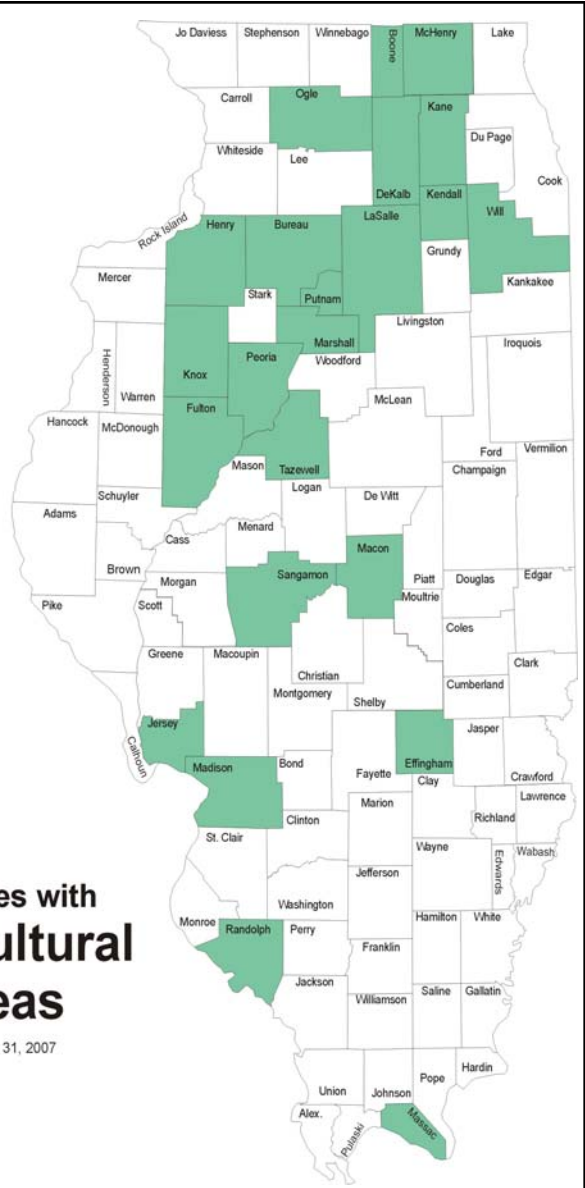 Jo Daviess Stephenson Winnebago Boone McHenry Lake
Carroll Ogle Kane
Du Page
Whiteside Lee
Cook
DeKalb Kendall
Will
Rock Island Henry Bureau LaSalle
Grundy
Mercer Kankakee
Stark Putnam
Livingston
Marshall Iroquois
Henderson Peoria Woodford
Knox
Warren McLean
Fulton
Hancock McDonough
Ford Vermilion
Mason Tazewell Champaign
Logan
Schuyler De Witt
Adams
Menard
Cass
Macon
Brown Sangamon
Morgan Piatt Douglas Edgar
Moultrie
Pike Scott
Coles
Greene Macoupin
Clark
Christian
Cumberland
Montgomery
Shelby
Jersey
Jasper
Calhoun
Madison Bond Effingham
Fayette Crawford
Clay
Lawrence
Marion
Richland
Clinton
St. Clair
Wayne Edwards Wabash
Jefferson
es with
Washington
Monroe Hamilton White
ultural
Randolph Perry
Franklin
eas
Jackson Saline Gallatin
Williamson
31, 2007
Hardin
Pope
Union Johnson
Alex. Massac
Pulaski